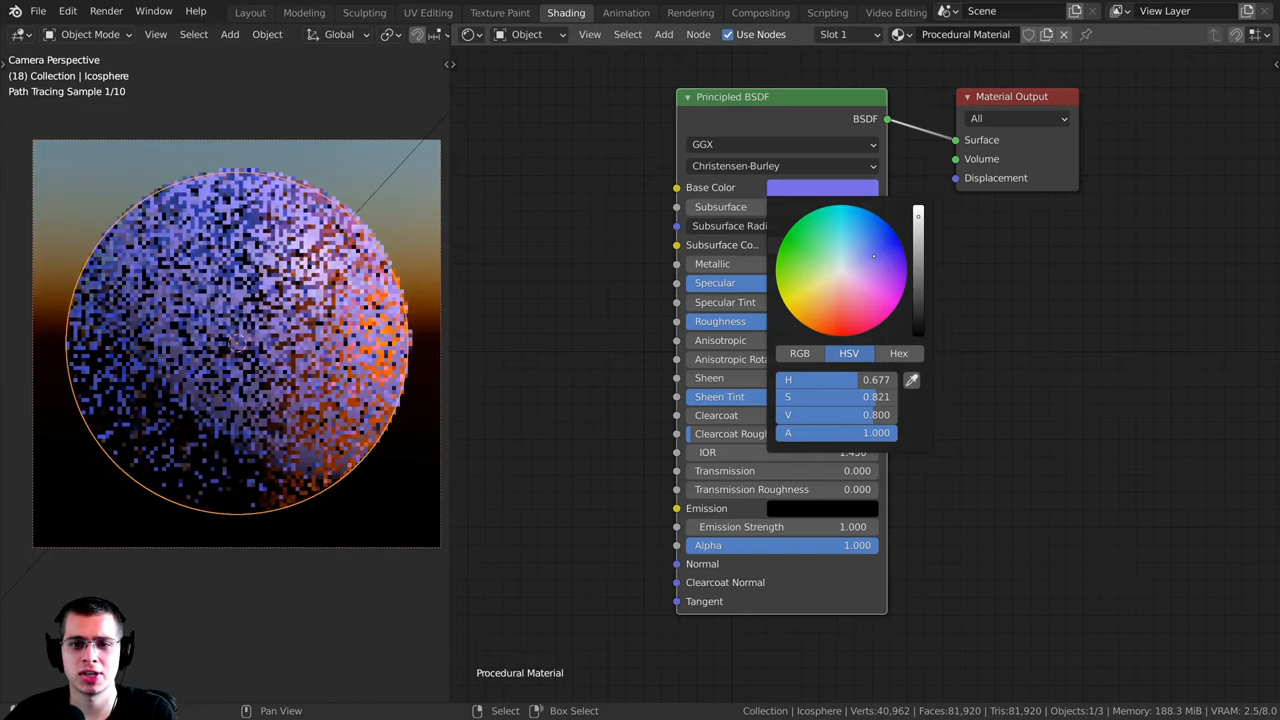 File Edit Render Window Help Layout Modeling Sculpting UV Editing Texture Paint Shading Animation Rendering Compositing Scripting Video Editing Scene View Layer
Object Mode View Select Add Object Global Object View Select Add Node Use Nodes Slot 1 Procedural Material
Camera Perspective
(18) Collection | Icosphere
Path Tracing Sample 1/10
Principled BSDF
BSDF
GGX
Christensen-Burley
Base Color
Subsurface
Subsurface Radi
Subsurface Co...
Metallic
Specular
Specular Tint
Roughness
Anisotropic
Anisotropic Rota
Sheen
Sheen Tint
Clearcoat
Clearcoat Rough
IOR
Transmission 0.000
Transmission Roughness 0.000
Emission
Emission Strength 1.000
Alpha 1.000
Normal
Clearcoat Normal
Tangent
RGB HSV Hex
H 0.677
S 0.821
V 0.800
A 1.000
Material Output
All
Surface
Volume
Displacement
Procedural Material
Pan View Select Box Select Collection | Icosphere | Verts:40,962 | Faces:81,920 | Tris:81,920 | Objects:1/3 | Memory: 188.3 MiB | VRAM: 2.5/8.0